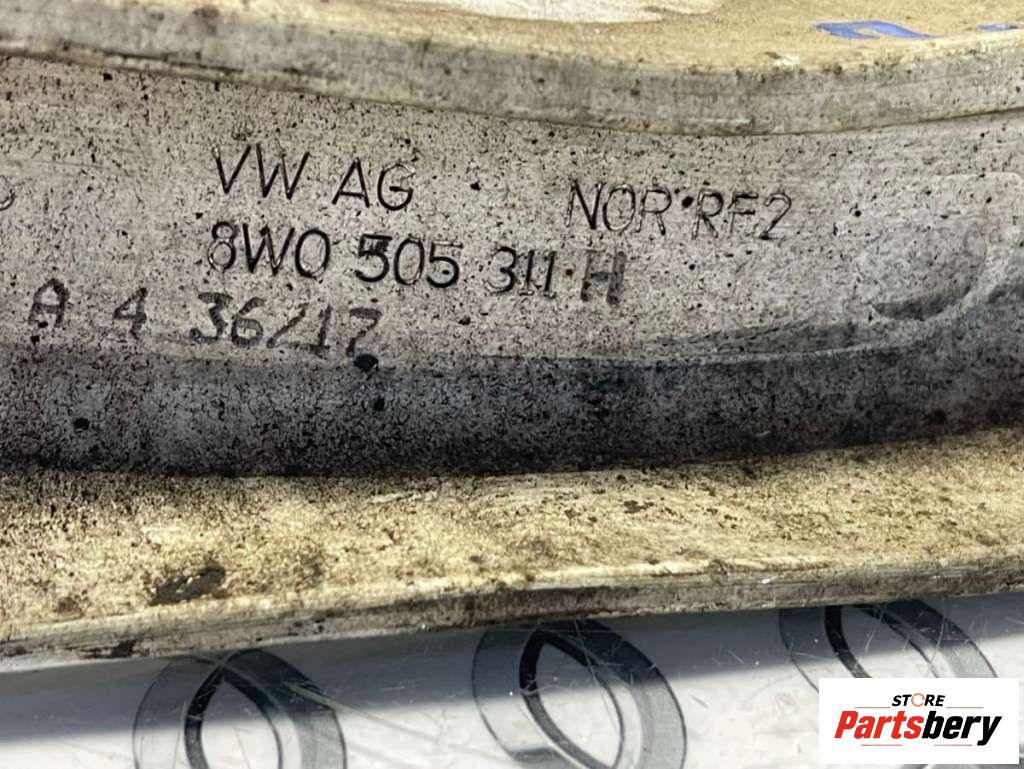 VW AG NOR RF2
8W0 505 311 H
A 4 36/17
STORE
Partsbery